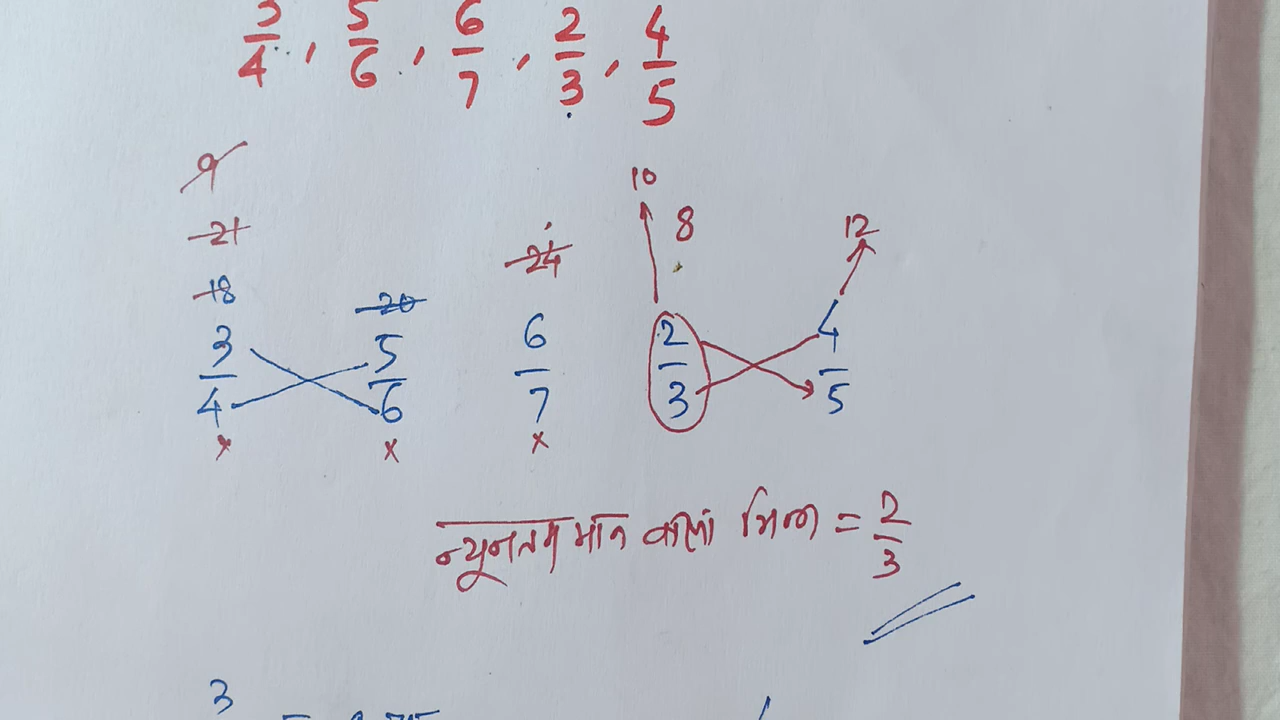 3/4, 5/6, 6/7, 2/3, 4/5
9
21 10 8 12
18 20 24
3/4 5/6 6/7 2/3 4/5
x x x
न्यूनतम मान वाला भिन्न = 2/3
3